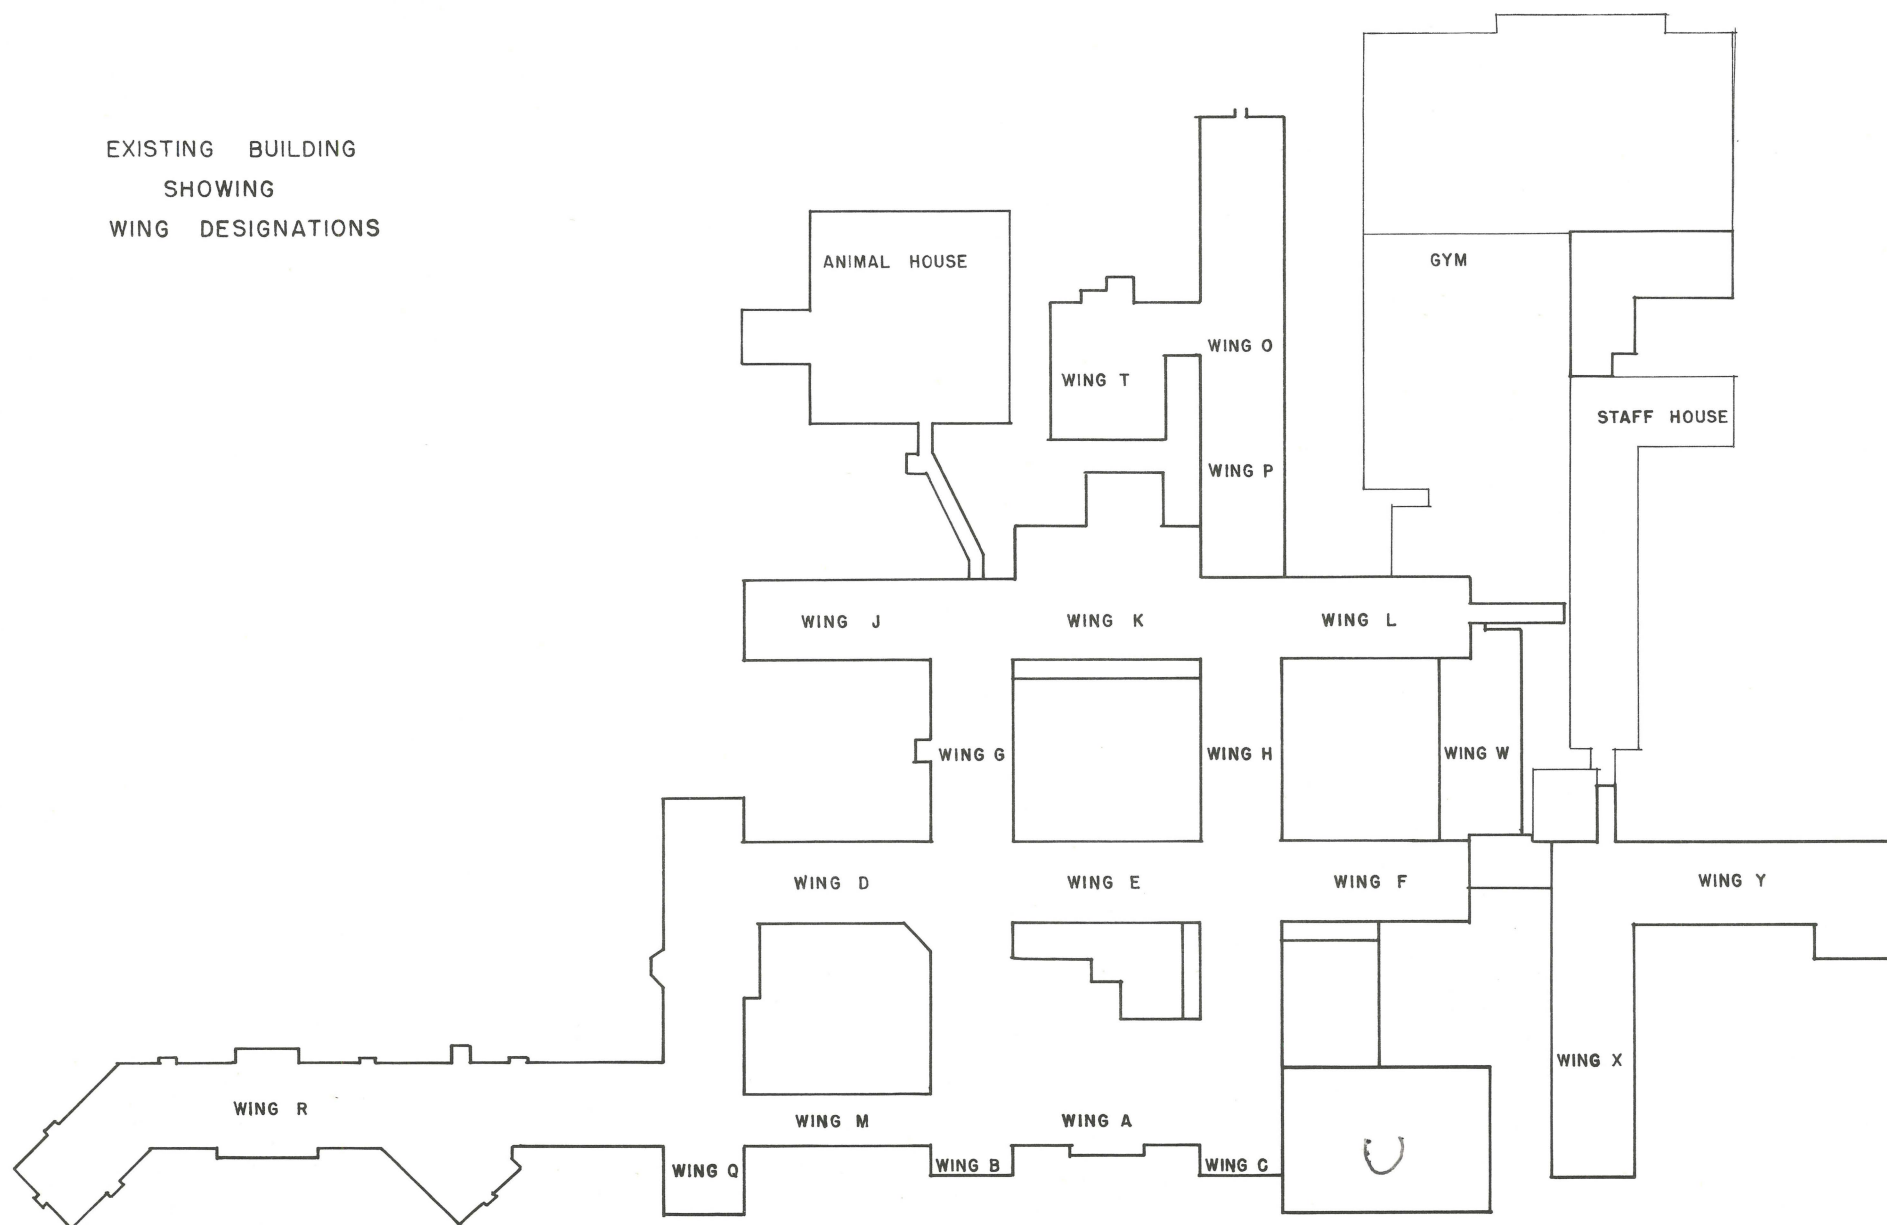 EXISTING BUILDING
SHOWING
WING DESIGNATIONS
ANIMAL HOUSE
GYM
WING O
WING T
STAFF HOUSE
WING P
WING J
WING K
WING L
WING G
WING H
WING W
WING D
WING E
WING F
WING Y
WING X
WING R
WING M
WING A
WING Q
WING B
WING C
U